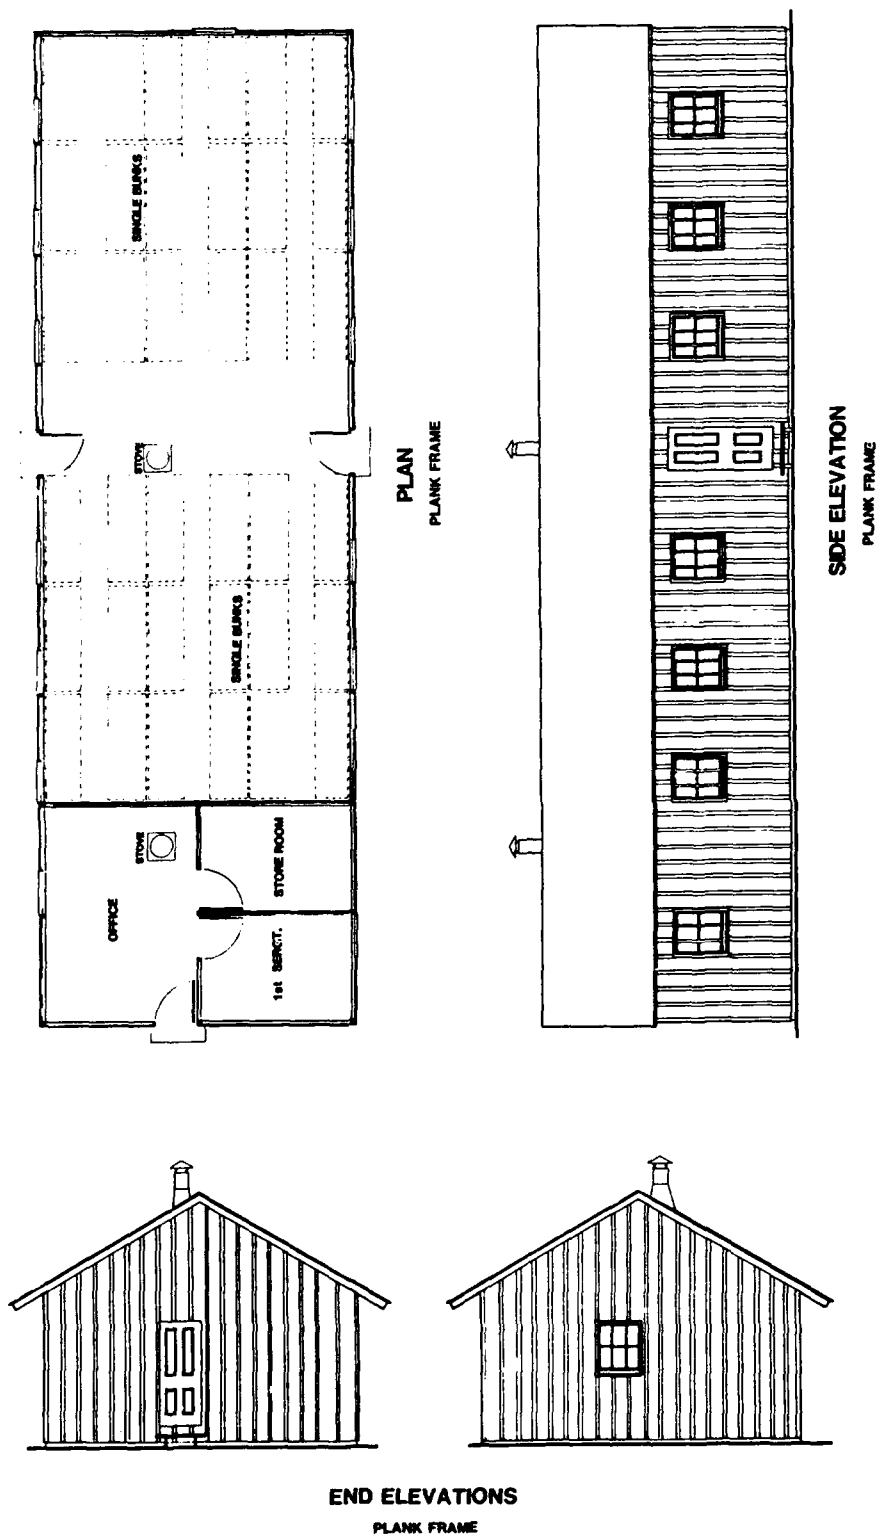 SINGLE BUNKS
STOVE
SINGLE BUNKS
STOVE
OFFICE
STORE ROOM
1st SERCT.
PLAN
PLANK FRAME
SIDE ELEVATION
PLANK FRAME
END ELEVATIONS
PLANK FRAME